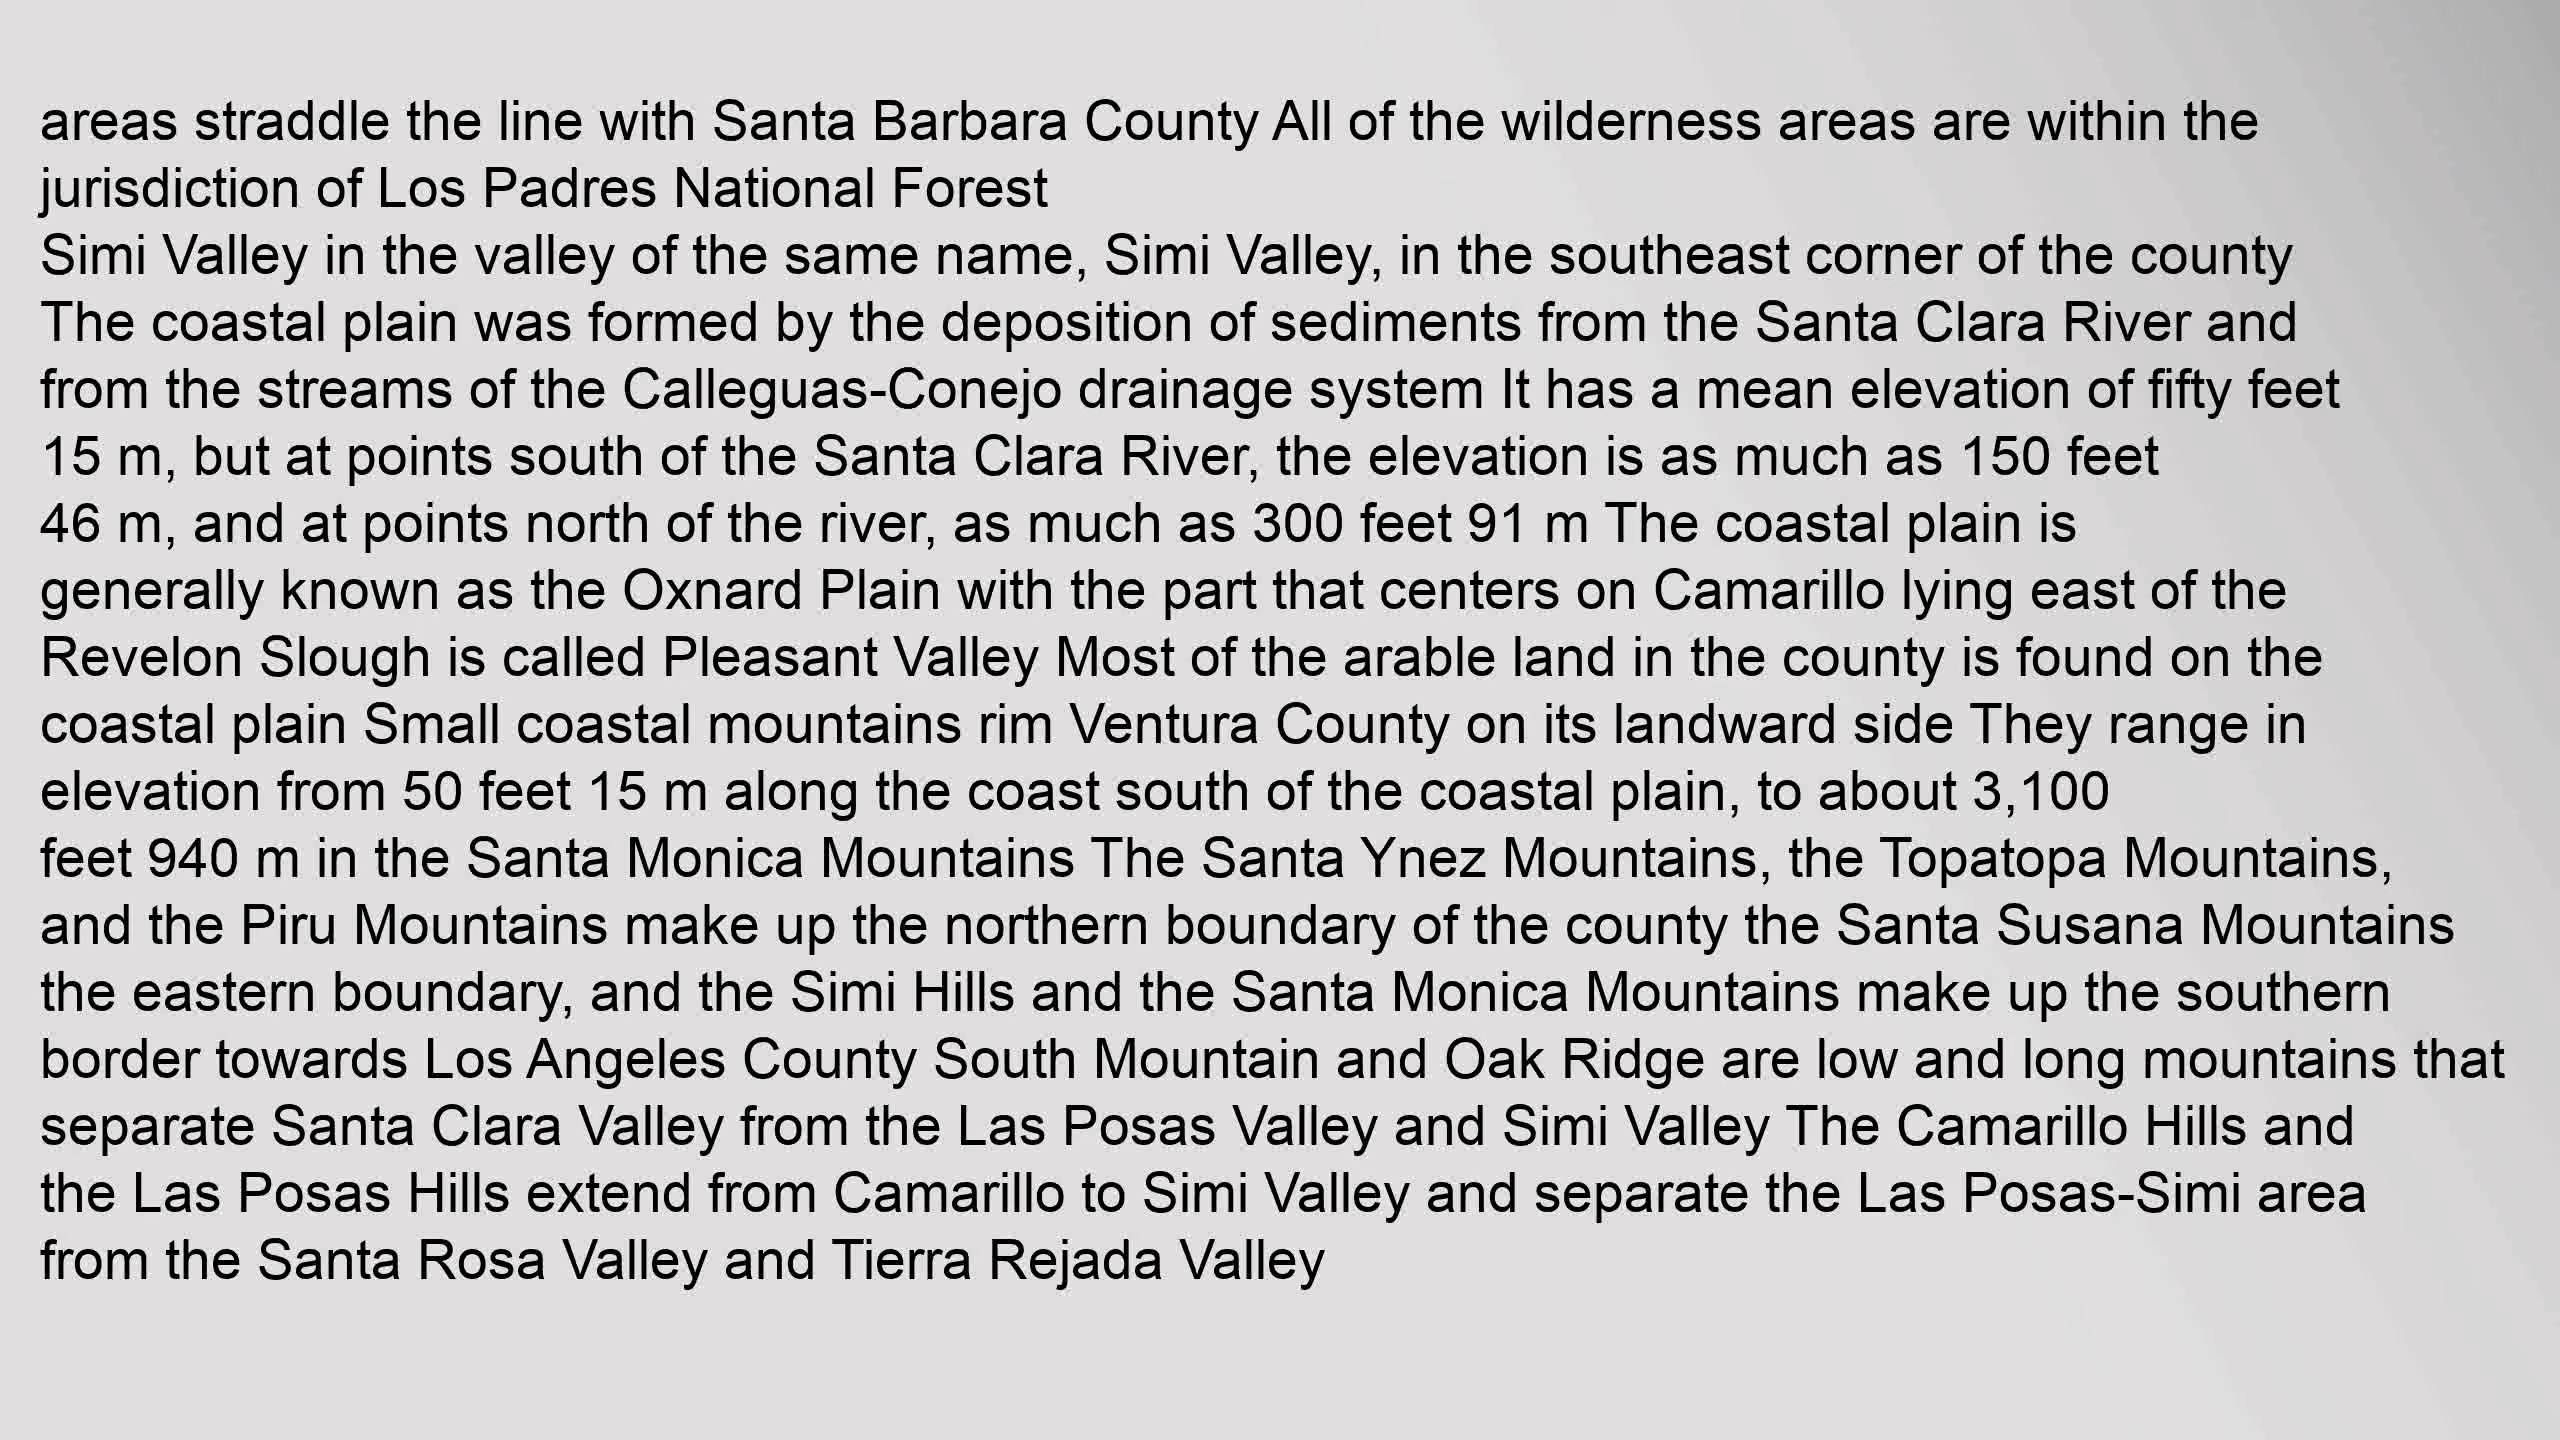 areas straddle the line with Santa Barbara County All of the wilderness areas are within the
jurisdiction of Los Padres National Forest
Simi Valley in the valley of the same name, Simi Valley, in the southeast corner of the county
The coastal plain was formed by the deposition of sediments from the Santa Clara River and
from the streams of the Calleguas-Conejo drainage system It has a mean elevation of fifty feet
15 m, but at points south of the Santa Clara River, the elevation is as much as 150 feet
46 m, and at points north of the river, as much as 300 feet 91 m The coastal plain is
generally known as the Oxnard Plain with the part that centers on Camarillo lying east of the
Revelon Slough is called Pleasant Valley Most of the arable land in the county is found on the
coastal plain Small coastal mountains rim Ventura County on its landward side They range in
elevation from 50 feet 15 m along the coast south of the coastal plain, to about 3,100
feet 940 m in the Santa Monica Mountains The Santa Ynez Mountains, the Topatopa Mountains,
and the Piru Mountains make up the northern boundary of the county the Santa Susana Mountains
the eastern boundary, and the Simi Hills and the Santa Monica Mountains make up the southern
border towards Los Angeles County South Mountain and Oak Ridge are low and long mountains that
separate Santa Clara Valley from the Las Posas Valley and Simi Valley The Camarillo Hills and
the Las Posas Hills extend from Camarillo to Simi Valley and separate the Las Posas-Simi area
from the Santa Rosa Valley and Tierra Rejada Valley